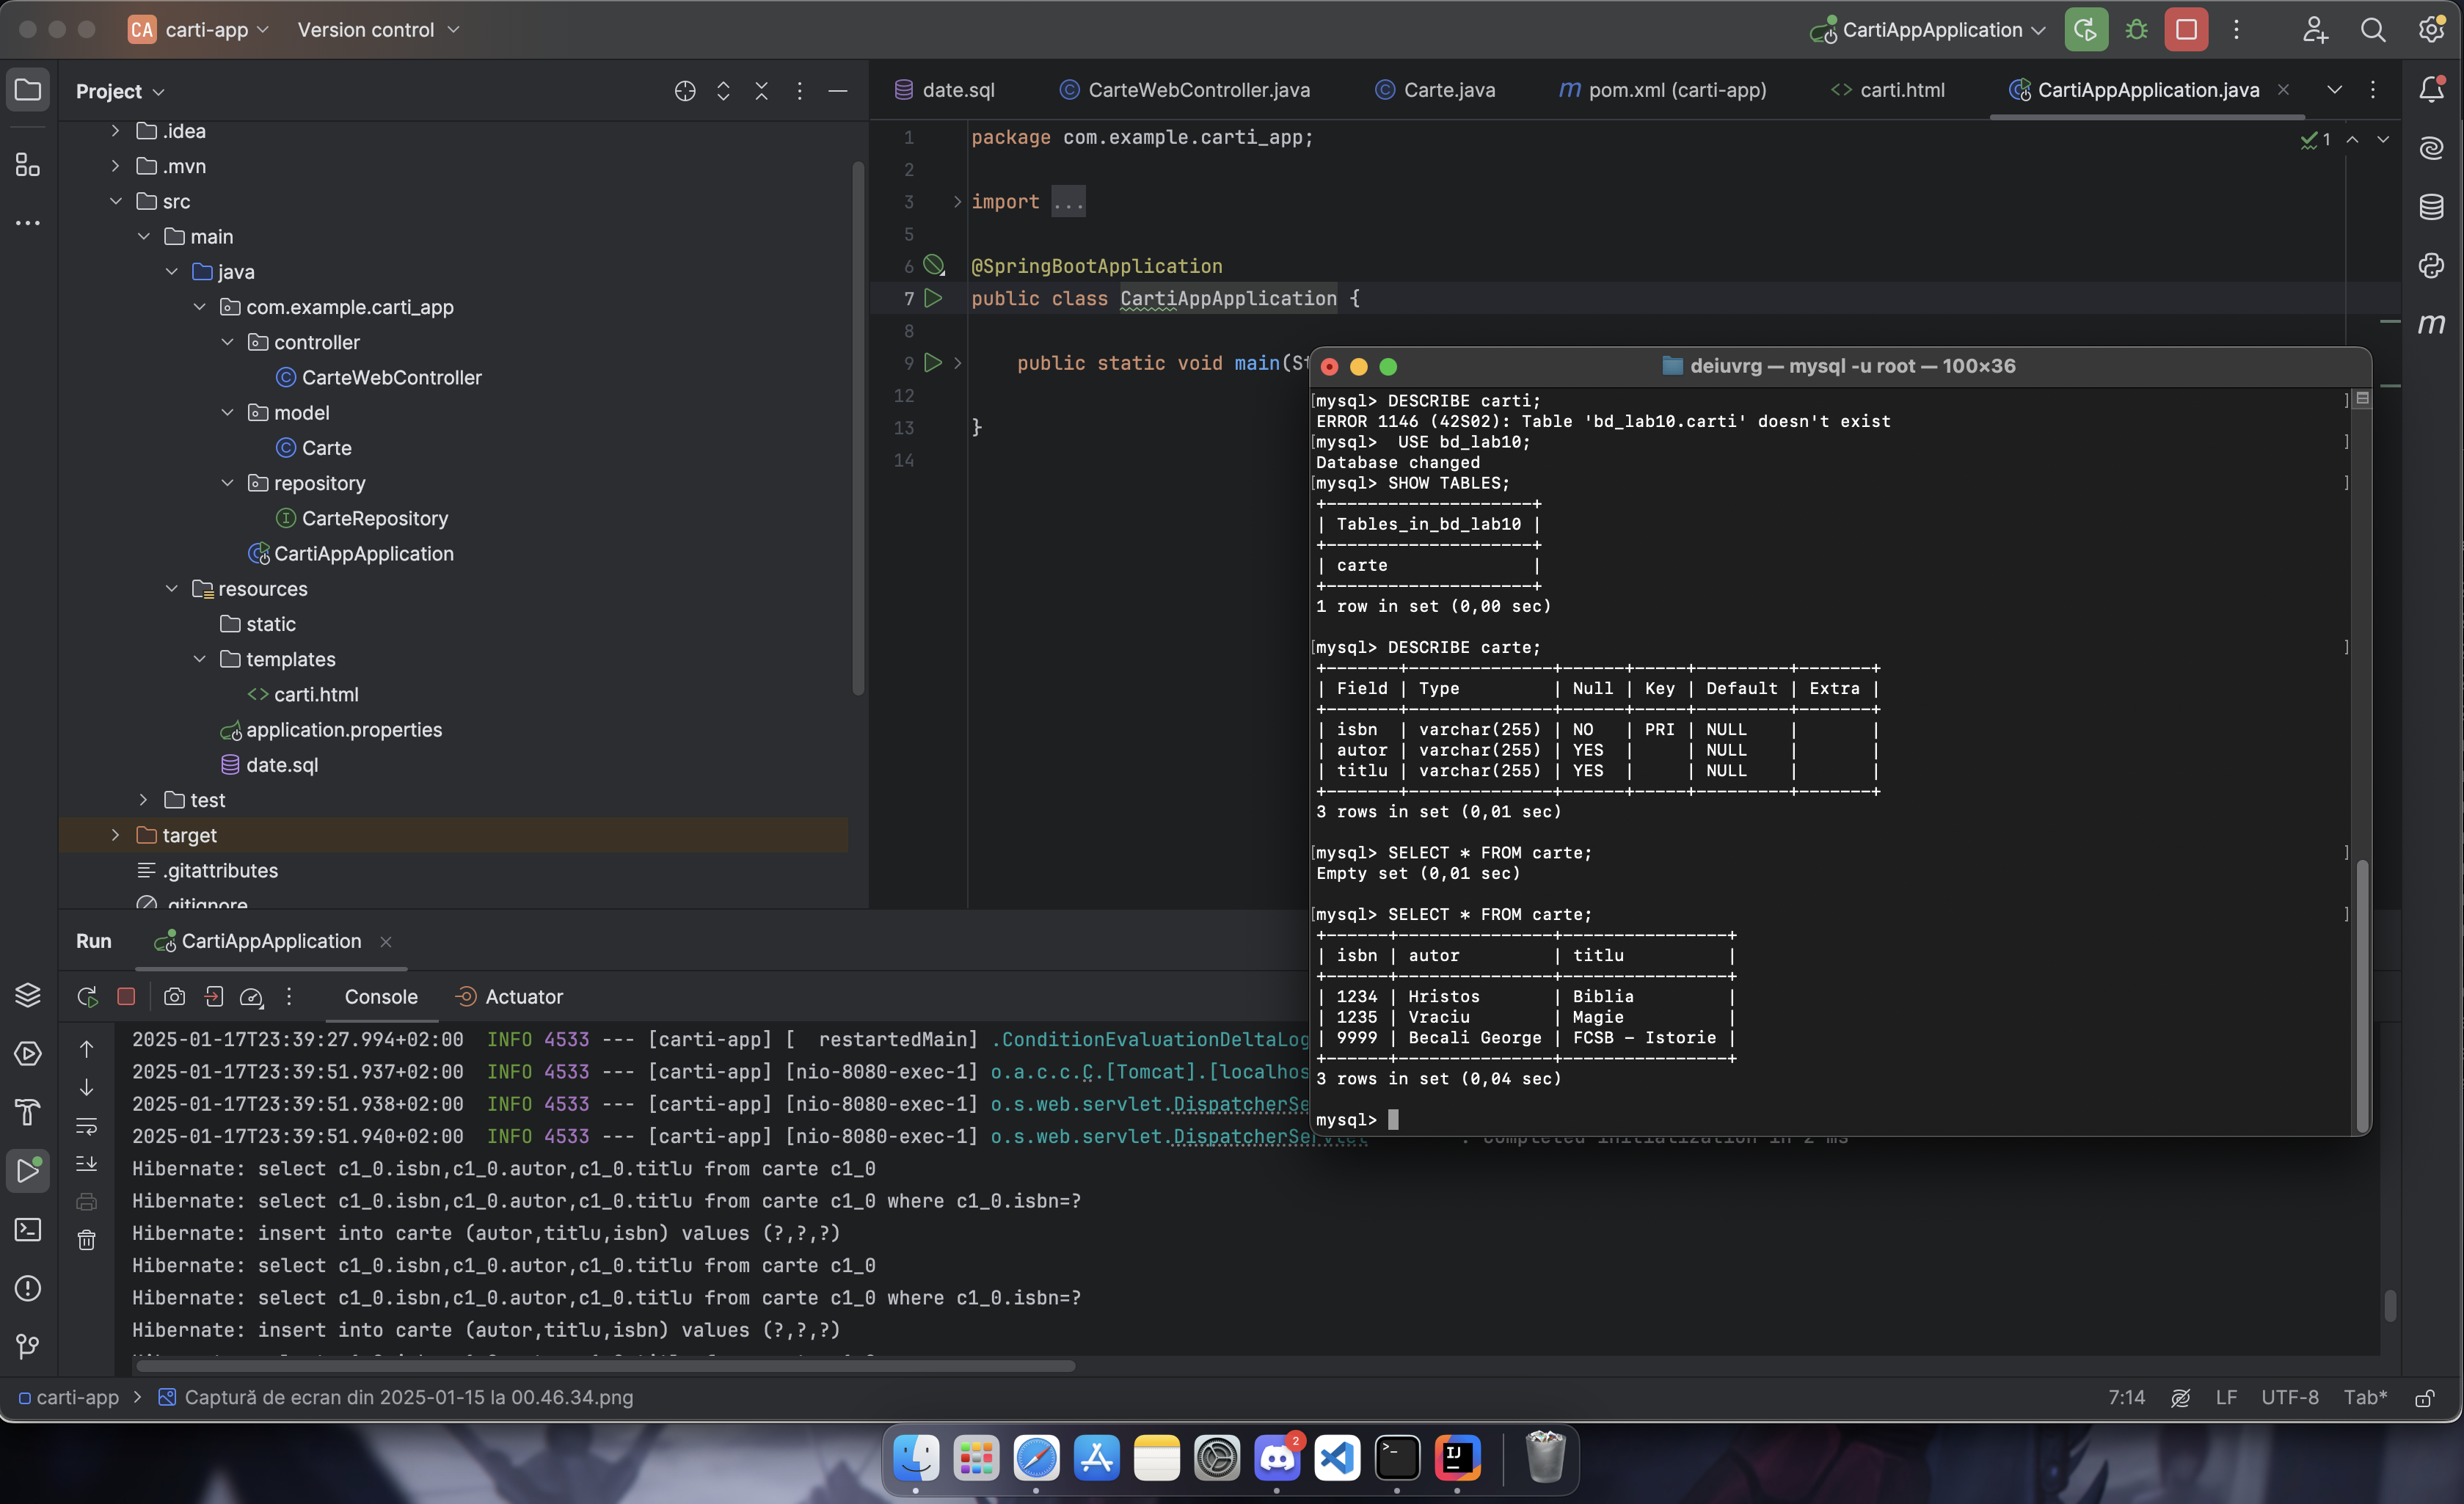 CA carti-app
Version control
CartiAppApplication
Project
.idea
.mvn
src
main
java
com.example.carti_app
controller
CarteWebController
model
Carte
repository
CarteRepository
CartiAppApplication
resources
static
templates
carti.html
application.properties
date.sql
test
target
.gitattributes
.gitignore
date.sql CarteWebController.java Carte.java pom.xml (carti-app) carti.html CartiAppApplication.java
1 package com.example.carti_app;
2
3 import ...
5
6 @SpringBootApplication
7 public class CartiAppApplication {
8
9 public static void main(St
12
13 }
14
1
deiuvrg — mysql -u root — 100×36
[mysql> DESCRIBE carti; ]
ERROR 1146 (42S02): Table 'bd_lab10.carti' doesn't exist
[mysql>  USE bd_lab10; ]
Database changed
[mysql> SHOW TABLES; ]
+--------------------+
| Tables_in_bd_lab10 |
+--------------------+
| carte              |
+--------------------+
1 row in set (0,00 sec)
[mysql> DESCRIBE carte; ]
+-------+--------------+------+-----+---------+-------+
| Field | Type         | Null | Key | Default | Extra |
+-------+--------------+------+-----+---------+-------+
| isbn  | varchar(255) | NO   | PRI | NULL    |       |
| autor | varchar(255) | YES  |     | NULL    |       |
| titlu | varchar(255) | YES  |     | NULL    |       |
+-------+--------------+------+-----+---------+-------+
3 rows in set (0,01 sec)
[mysql> SELECT * FROM carte; ]
Empty set (0,01 sec)
[mysql> SELECT * FROM carte; ]
+------+---------------+----------------+
| isbn | autor         | titlu          |
+------+---------------+----------------+
| 1234 | Hristos       | Biblia         |
| 1235 | Vraciu        | Magie          |
| 9999 | Becali George | FCSB – Istorie |
+------+---------------+----------------+
3 rows in set (0,04 sec)
mysql>
Run CartiAppApplication
Console Actuator
2025-01-17T23:39:27.994+02:00  INFO 4533 --- [carti-app] [  restartedMain] .ConditionEvaluationDeltaLog
2025-01-17T23:39:51.937+02:00  INFO 4533 --- [carti-app] [nio-8080-exec-1] o.a.c.c.C.[Tomcat].[localhos
2025-01-17T23:39:51.938+02:00  INFO 4533 --- [carti-app] [nio-8080-exec-1] o.s.web.servlet.DispatcherSe
2025-01-17T23:39:51.940+02:00  INFO 4533 --- [carti-app] [nio-8080-exec-1] o.s.web.servlet.DispatcherServlet : Completed initialization in 2 ms
Hibernate: select c1_0.isbn,c1_0.autor,c1_0.titlu from carte c1_0
Hibernate: select c1_0.isbn,c1_0.autor,c1_0.titlu from carte c1_0 where c1_0.isbn=?
Hibernate: insert into carte (autor,titlu,isbn) values (?,?,?)
Hibernate: select c1_0.isbn,c1_0.autor,c1_0.titlu from carte c1_0
Hibernate: select c1_0.isbn,c1_0.autor,c1_0.titlu from carte c1_0 where c1_0.isbn=?
Hibernate: insert into carte (autor,titlu,isbn) values (?,?,?)
carti-app > Captură de ecran din 2025-01-15 la 00.46.34.png
7:14 LF UTF-8 Tab*
2
IJ